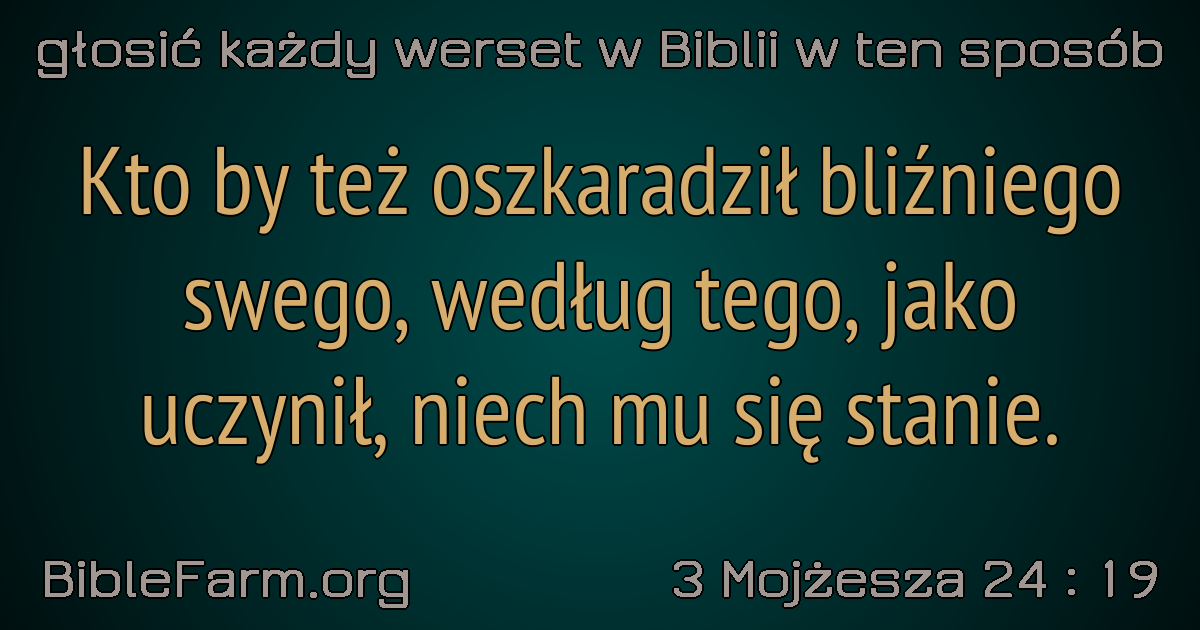 głosić każdy werset w Biblii w ten sposób
Kto by też oszkaradził bliźniego
swego, według tego, jako
uczynił, niech mu się stanie.
BibleFarm.org
3 Mojżesza 24 : 19